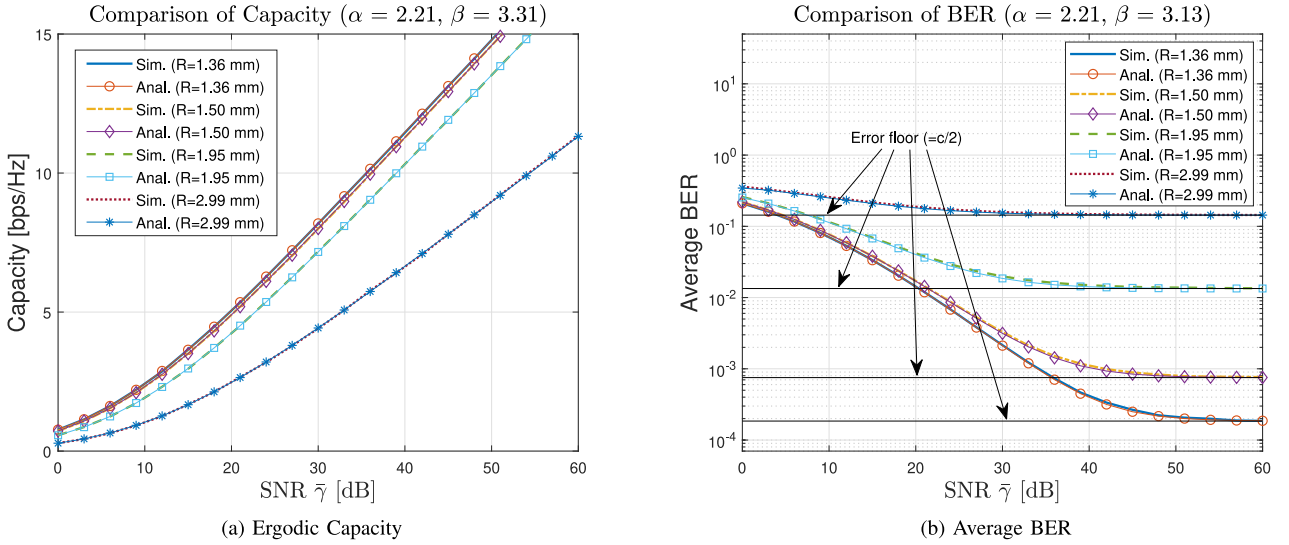 Comparison of Capacity (α = 2.21, β = 3.31)
Capacity [bps/Hz]
15
10
5
0
Sim. (R=1.36 mm)
Anal. (R=1.36 mm)
Sim. (R=1.50 mm)
Anal. (R=1.50 mm)
Sim. (R=1.95 mm)
Anal. (R=1.95 mm)
Sim. (R=2.99 mm)
Anal. (R=2.99 mm)
0 10 20 30 40 50 60
SNR γ̄ [dB]
(a) Ergodic Capacity
Comparison of BER (α = 2.21, β = 3.13)
Average BER
10¹
10⁰
10⁻¹
10⁻²
10⁻³
10⁻⁴
Sim. (R=1.36 mm)
Anal. (R=1.36 mm)
Sim. (R=1.50 mm)
Anal. (R=1.50 mm)
Sim. (R=1.95 mm)
Anal. (R=1.95 mm)
Sim. (R=2.99 mm)
Anal. (R=2.99 mm)
Error floor (=c/2)
0 10 20 30 40 50 60
SNR γ̄ [dB]
(b) Average BER